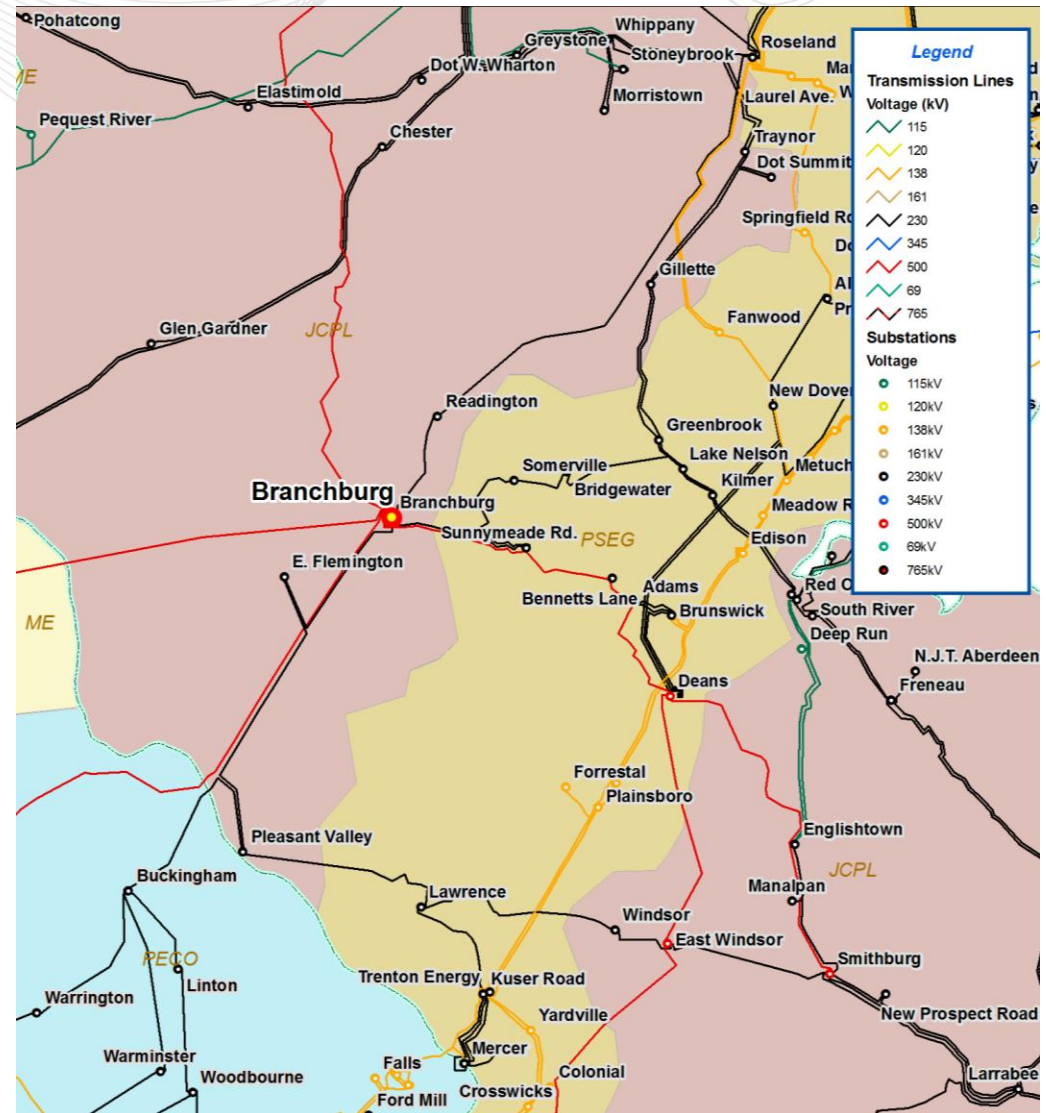 Pohatcong
Whippany
Greystone
Stoneybrook
Roseland
Dot W. Wharton
ME
Elastimold
Morristown
Laurel Ave.
Pequest River
Chester
Traynor
Dot Summit
Springfield Rd
Gillette
Fanwood
Glen Gardner
JCPL
New Dover
Readington
Greenbrook
Lake Nelson
Somerville
Metuch
Bridgewater
Kilmer
Branchburg
Branchburg
Meadow R
Sunnymeade Rd.
PSEG
Edison
E. Flemington
Adams
Red O
Bennetts Lane
Brunswick
South River
ME
Deep Run
N.J.T. Aberdeen
Deans
Freneau
Forrestal
Plainsboro
Englishtown
Pleasant Valley
JCPL
Buckingham
Manalpan
Lawrence
Windsor
East Windsor
PECO
Smithburg
Linton
Trenton Energy
Kuser Road
Warrington
New Prospect Road
Yardville
Mercer
Warminster
Falls
Colonial
Woodbourne
Crosswicks
Larrabee
Ford Mill
Legend
Transmission Lines
Voltage (kV)
115
120
138
161
230
345
500
69
765
Substations
Voltage
115kV
120kV
138kV
161kV
230kV
345kV
500kV
69kV
765kV